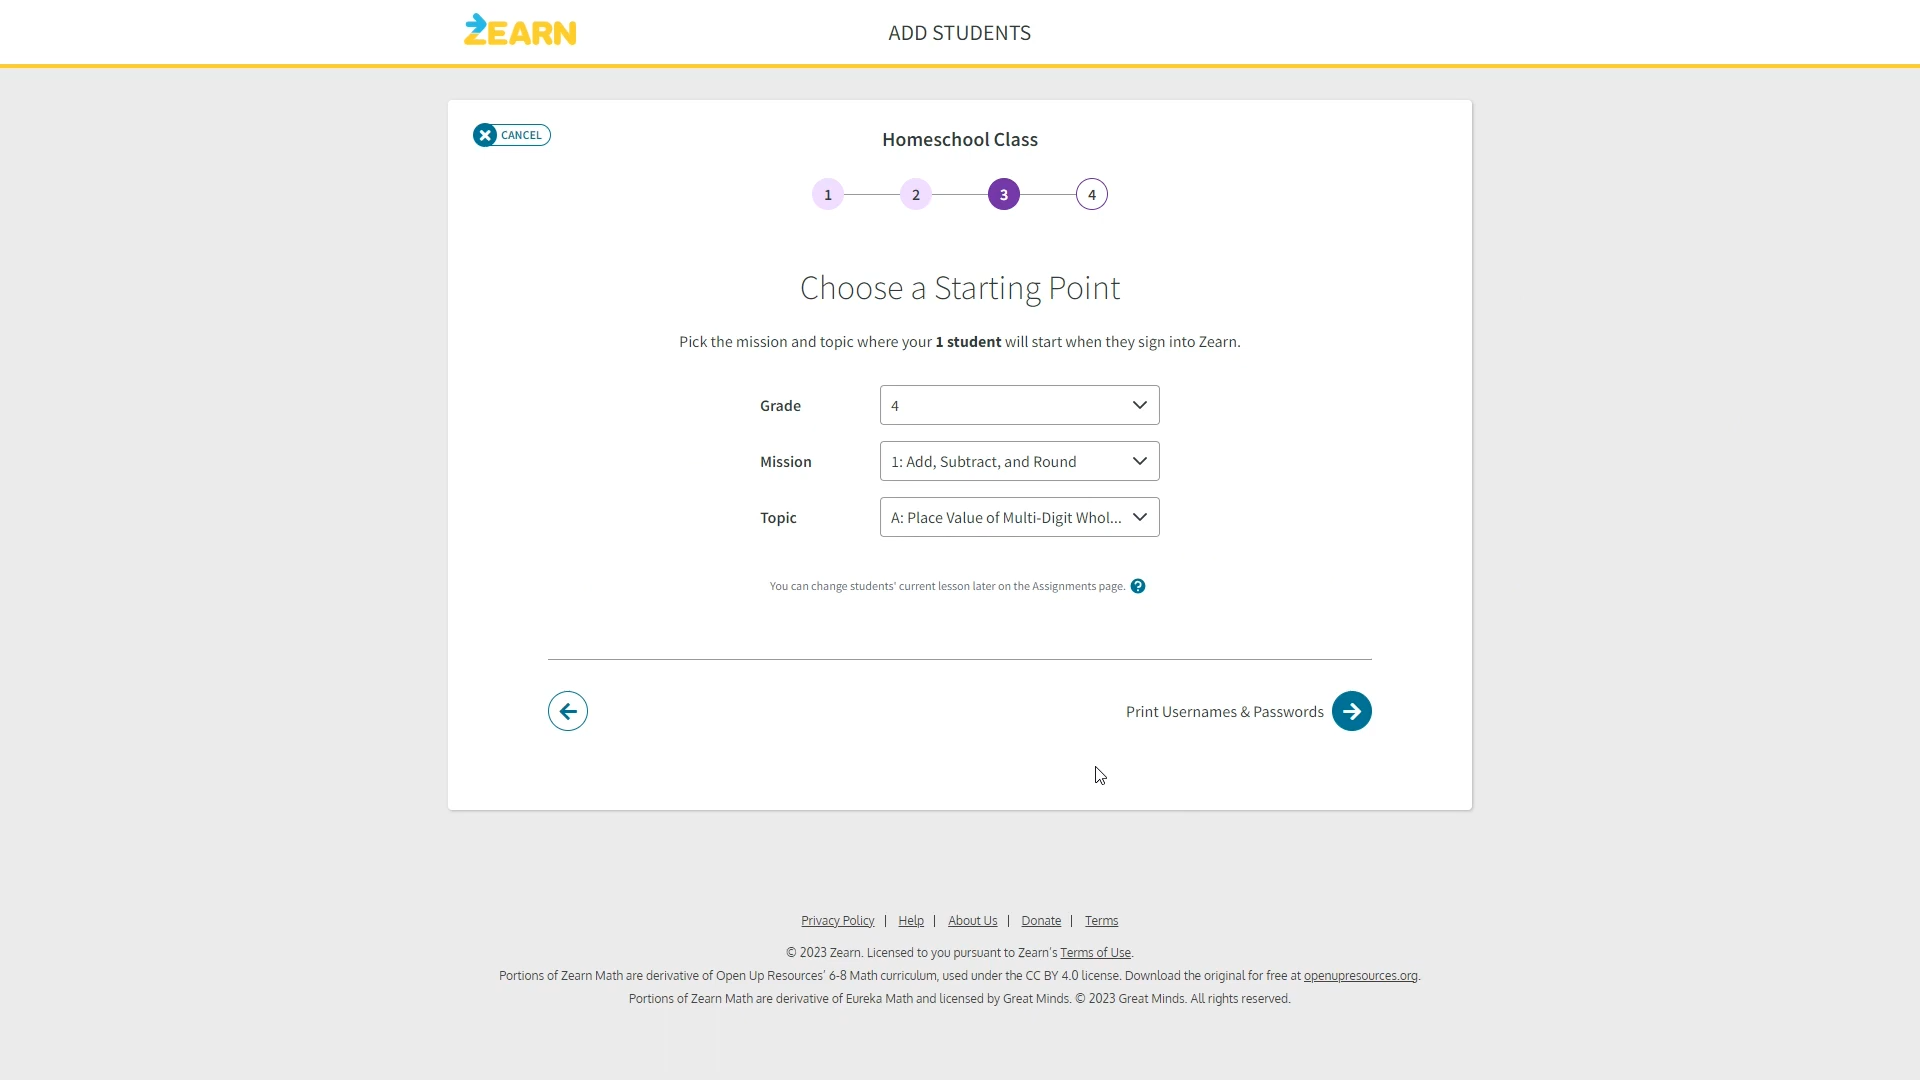 ZEARN
ADD STUDENTS
CANCEL
Homeschool Class
1 2 3 4
Choose a Starting Point
Pick the mission and topic where your 1 student will start when they sign into Zearn.
Grade 4
Mission 1: Add, Subtract, and Round
Topic A: Place Value of Multi-Digit Whol...
You can change students' current lesson later on the Assignments page. ?
Print Usernames & Passwords
Privacy Policy | Help | About Us | Donate | Terms
© 2023 Zearn. Licensed to you pursuant to Zearn's Terms of Use.
Portions of Zearn Math are derivative of Open Up Resources' 6-8 Math curriculum, used under the CC BY 4.0 license. Download the original for free at openupresources.org.
Portions of Zearn Math are derivative of Eureka Math and licensed by Great Minds. © 2023 Great Minds. All rights reserved.